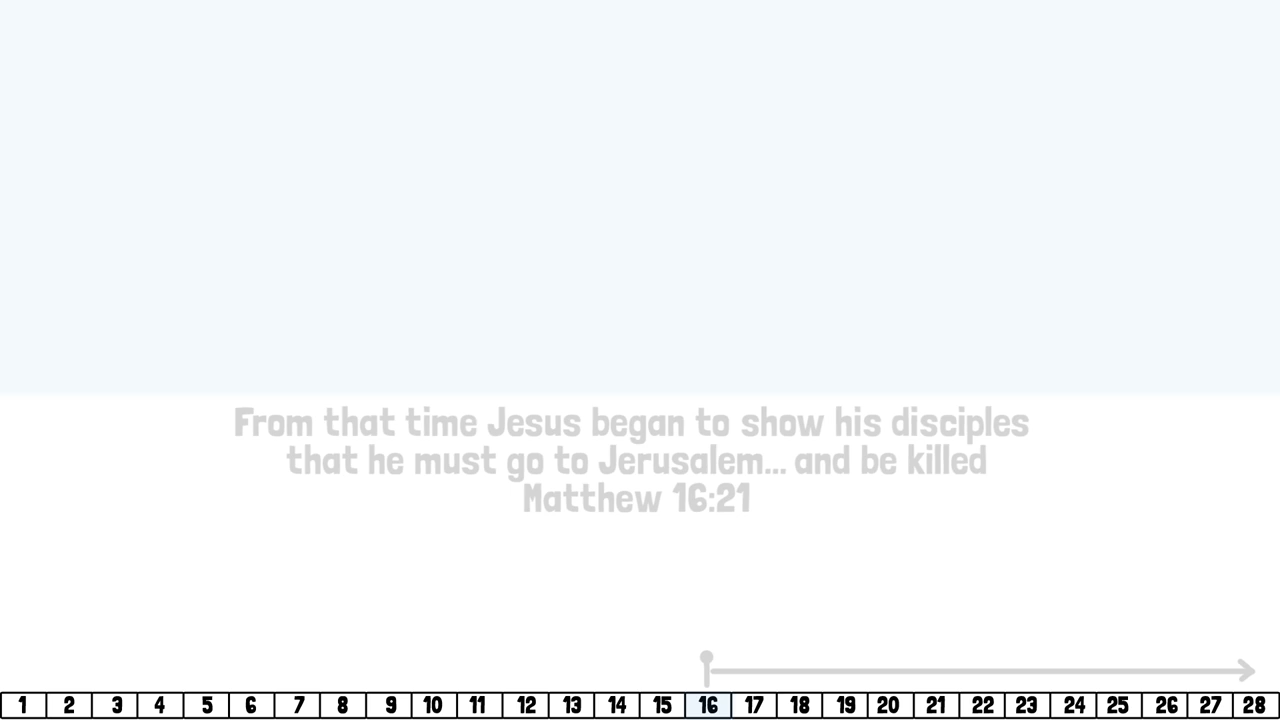 From that time Jesus began to show his disciples
that he must go to Jerusalem... and be killed
Matthew 16:21
1 2 3 4 5 6 7 8 9 10 11 12 13 14 15 16 17 18 19 20 21 22 23 24 25 26 27 28